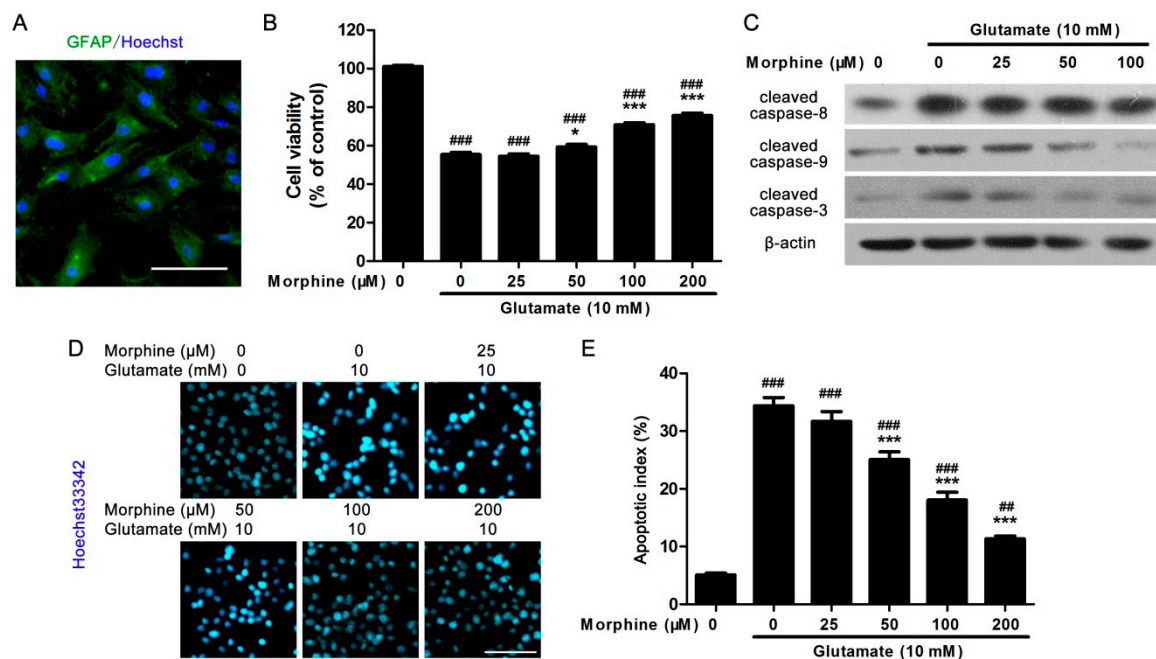 A
GFAP/Hoechst
B
120
100
80
60
40
20
0
Cell viability
(% of control)
###
###
###
*
###
***
###
***
Morphine (µM) 0 0 25 50 100 200
Glutamate (10 mM)
C
Glutamate (10 mM)
Morphine (µM) 0 0 25 50 100
cleaved
caspase-8
cleaved
caspase-9
cleaved
caspase-3
β-actin
D
Morphine (µM) 0 0 25
Glutamate (mM) 0 10 10
Hoechst33342
Morphine (µM) 50 100 200
Glutamate (mM) 10 10 10
E
40
30
20
10
0
Apoptotic index (%)
###
###
###
***
###
***
##
***
Morphine (µM) 0 0 25 50 100 200
Glutamate (10 mM)